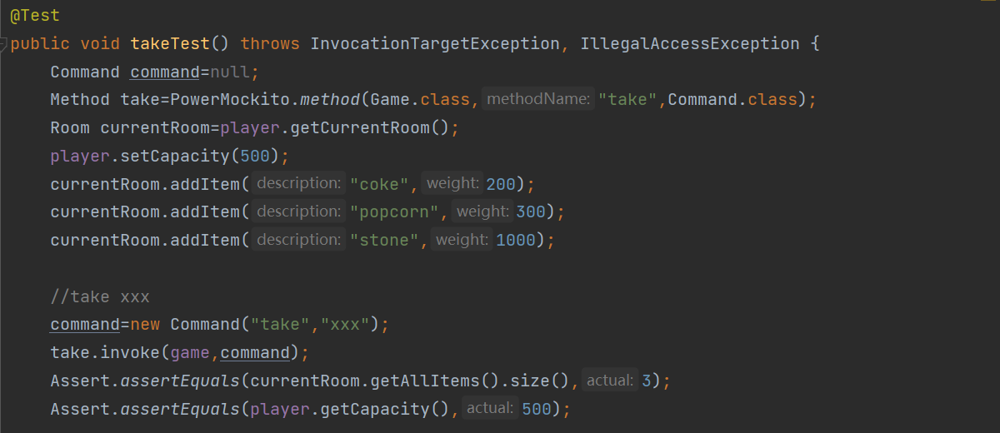 @Test
public void takeTest() throws InvocationTargetException, IllegalAccessException {
    Command command=null;
    Method take=PowerMockito.method(Game.class, methodName: "take",Command.class);
    Room currentRoom=player.getCurrentRoom();
    player.setCapacity(500);
    currentRoom.addItem( description: "coke", weight: 200);
    currentRoom.addItem( description: "popcorn", weight: 300);
    currentRoom.addItem( description: "stone", weight: 1000);
    //take xxx
    command=new Command("take","xxx");
    take.invoke(game,command);
    Assert.assertEquals(currentRoom.getAllItems().size(), actual: 3);
    Assert.assertEquals(player.getCapacity(), actual: 500);